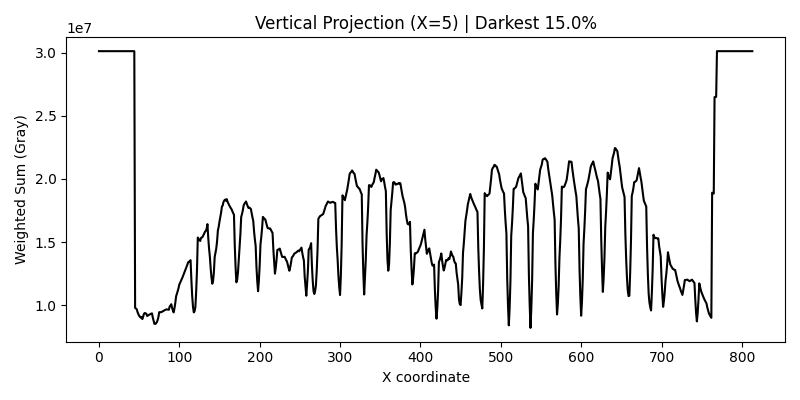 Vertical Projection (X=5) | Darkest 15.0%
1e7
3.0
2.5
2.0
1.5
1.0
Weighted Sum (Gray)
0 100 200 300 400 500 600 700 800
X coordinate